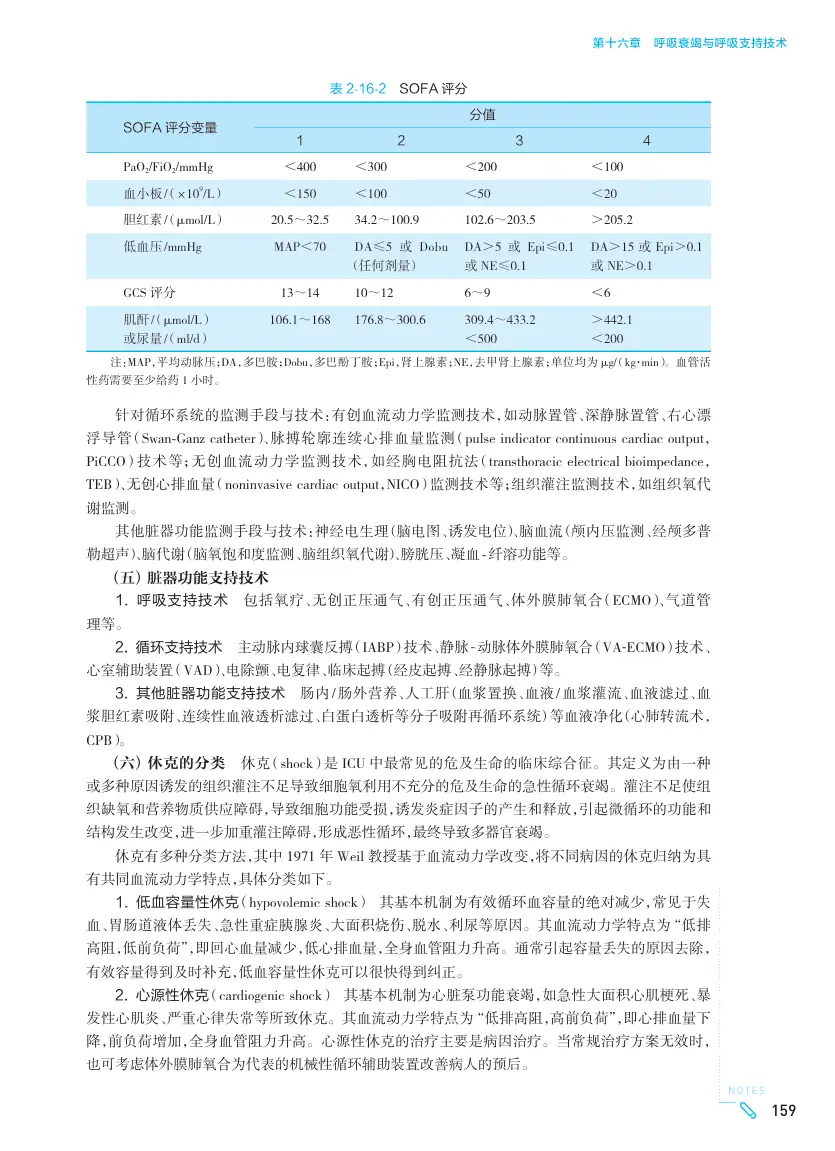 第十六章 呼吸衰竭与呼吸支持技术
表 2-16-2 SOFA 评分
SOFA 评分变量
分值
1 2 3 4
PaO₂/FiO₂/mmHg <400 <300 <200 <100
血小板/(×10⁹/L) <150 <100 <50 <20
胆红素/(μmol/L) 20.5~32.5 34.2~100.9 102.6~203.5 >205.2
低血压/mmHg MAP<70 DA≤5 或 Dobu DA>5 或 Epi≤0.1 DA>15 或 Epi>0.1
(任何剂量) 或 NE≤0.1 或 NE>0.1
GCS 评分 13~14 10~12 6~9 <6
肌酐/(μmol/L) 106.1~168 176.8~300.6 309.4~433.2 >442.1
或尿量/(ml/d) <500 <200
注:MAP,平均动脉压;DA,多巴胺;Dobu,多巴酚丁胺;Epi,肾上腺素;NE,去甲肾上腺素;单位均为 μg/(kg·min)。血管活
性药需要至少给药 1 小时。
针对循环系统的监测手段与技术:有创血流动力学监测技术,如动脉置管、深静脉置管、右心漂
浮导管(Swan-Ganz catheter)、脉搏轮廓连续心排血量监测(pulse indicator continuous cardiac output,
PiCCO)技术等;无创血流动力学监测技术,如经胸电阻抗法(transthoracic electrical bioimpedance,
TEB)、无创心排血量(noninvasive cardiac output,NICO)监测技术等;组织灌注监测技术,如组织氧代
谢监测。
其他脏器功能监测手段与技术:神经电生理(脑电图、诱发电位)、脑血流(颅内压监测、经颅多普
勒超声)、脑代谢(脑氧饱和度监测、脑组织氧代谢)、膀胱压、凝血-纤溶功能等。
(五)脏器功能支持技术
1. 呼吸支持技术 包括氧疗、无创正压通气、有创正压通气、体外膜肺氧合(ECMO)、气道管
理等。
2. 循环支持技术 主动脉内球囊反搏(IABP)技术、静脉-动脉体外膜肺氧合(VA-ECMO)技术、
心室辅助装置(VAD)、电除颤、电复律、临床起搏(经皮起搏、经静脉起搏)等。
3. 其他脏器功能支持技术 肠内/肠外营养、人工肝(血浆置换、血液/血浆灌流、血液滤过、血
浆胆红素吸附、连续性血液透析滤过、白蛋白透析等分子吸附再循环系统)等血液净化(心肺转流术,
CPB)。
(六)休克的分类 休克(shock)是 ICU 中最常见的危及生命的临床综合征。其定义为由一种
或多种原因诱发的组织灌注不足导致细胞氧利用不充分的危及生命的急性循环衰竭。灌注不足使组
织缺氧和营养物质供应障碍,导致细胞功能受损,诱发炎症因子的产生和释放,引起微循环的功能和
结构发生改变,进一步加重灌注障碍,形成恶性循环,最终导致多器官衰竭。
休克有多种分类方法,其中 1971 年 Weil 教授基于血流动力学改变,将不同病因的休克归纳为具
有共同血流动力学特点,具体分类如下。
1. 低血容量性休克(hypovolemic shock) 其基本机制为有效循环血容量的绝对减少,常见于失
血、胃肠道液体丢失、急性重症胰腺炎、大面积烧伤、脱水、利尿等原因。其血流动力学特点为“低排
高阻,低前负荷”,即回心血量减少,低心排血量,全身血管阻力升高。通常引起容量丢失的原因去除,
有效容量得到及时补充,低血容量性休克可以很快得到纠正。
2. 心源性休克(cardiogenic shock) 其基本机制为心脏泵功能衰竭,如急性大面积心肌梗死、暴
发性心肌炎、严重心律失常等所致休克。其血流动力学特点为“低排高阻,高前负荷”,即心排血量下
降,前负荷增加,全身血管阻力升高。心源性休克的治疗主要是病因治疗。当常规治疗方案无效时,
也可考虑体外膜肺氧合为代表的机械性循环辅助装置改善病人的预后。
NOTES
159